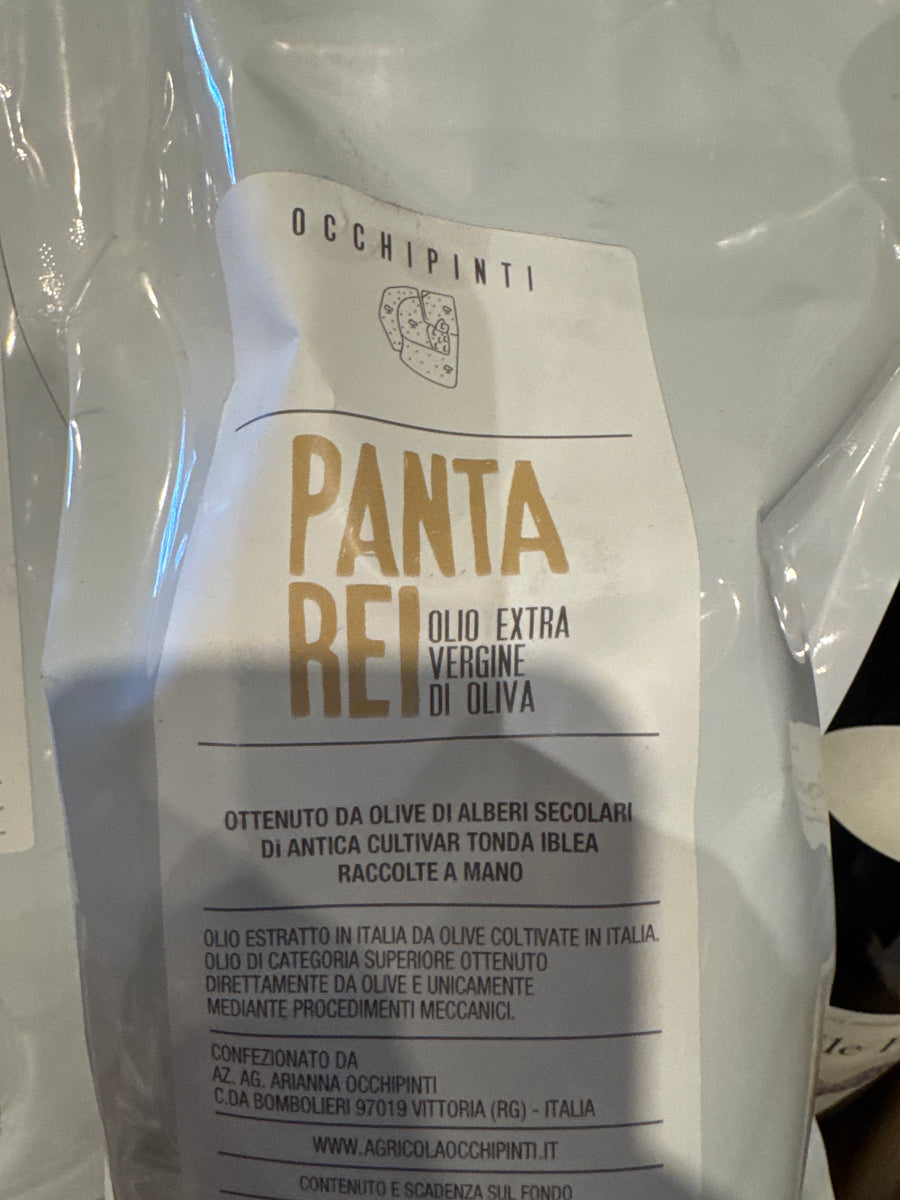 OCCHIPINTI
PANTA
REI
OLIO EXTRA
VERGINE
DI OLIVA
OTTENUTO DA OLIVE DI ALBERI SECOLARI
Di ANTICA CULTIVAR TONDA IBLEA
RACCOLTE A MANO
OLIO ESTRATTO IN ITALIA DA OLIVE COLTIVATE IN ITALIA.
OLIO DI CATEGORIA SUPERIORE OTTENUTO
DIRETTAMENTE DA OLIVE E UNICAMENTE
MEDIANTE PROCEDIMENTI MECCANICI.
CONFEZIONATO DA
AZ. AG. ARIANNA OCCHIPINTI
C.DA BOMBOLIERI 97019 VITTORIA (RG) - ITALIA
WWW.AGRICOLAOCCHIPINTI.IT
CONTENUTO E SCADENZA SUL FONDO